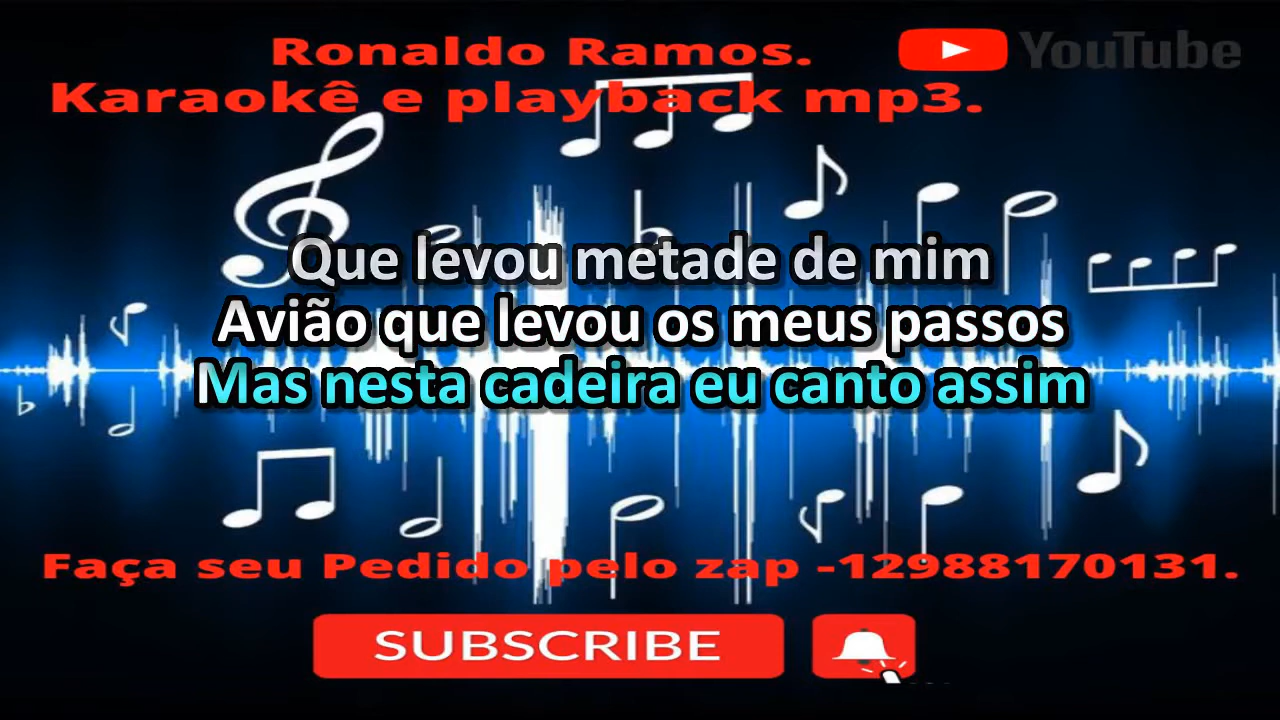 Ronaldo Ramos.
YouTube
Karaokê e playback mp3.
Que levou metade de mim
Avião que levou os meus passos
Mas nesta cadeira eu canto assim
Faça seu Pedido pelo zap -12988170131.
SUBSCRIBE